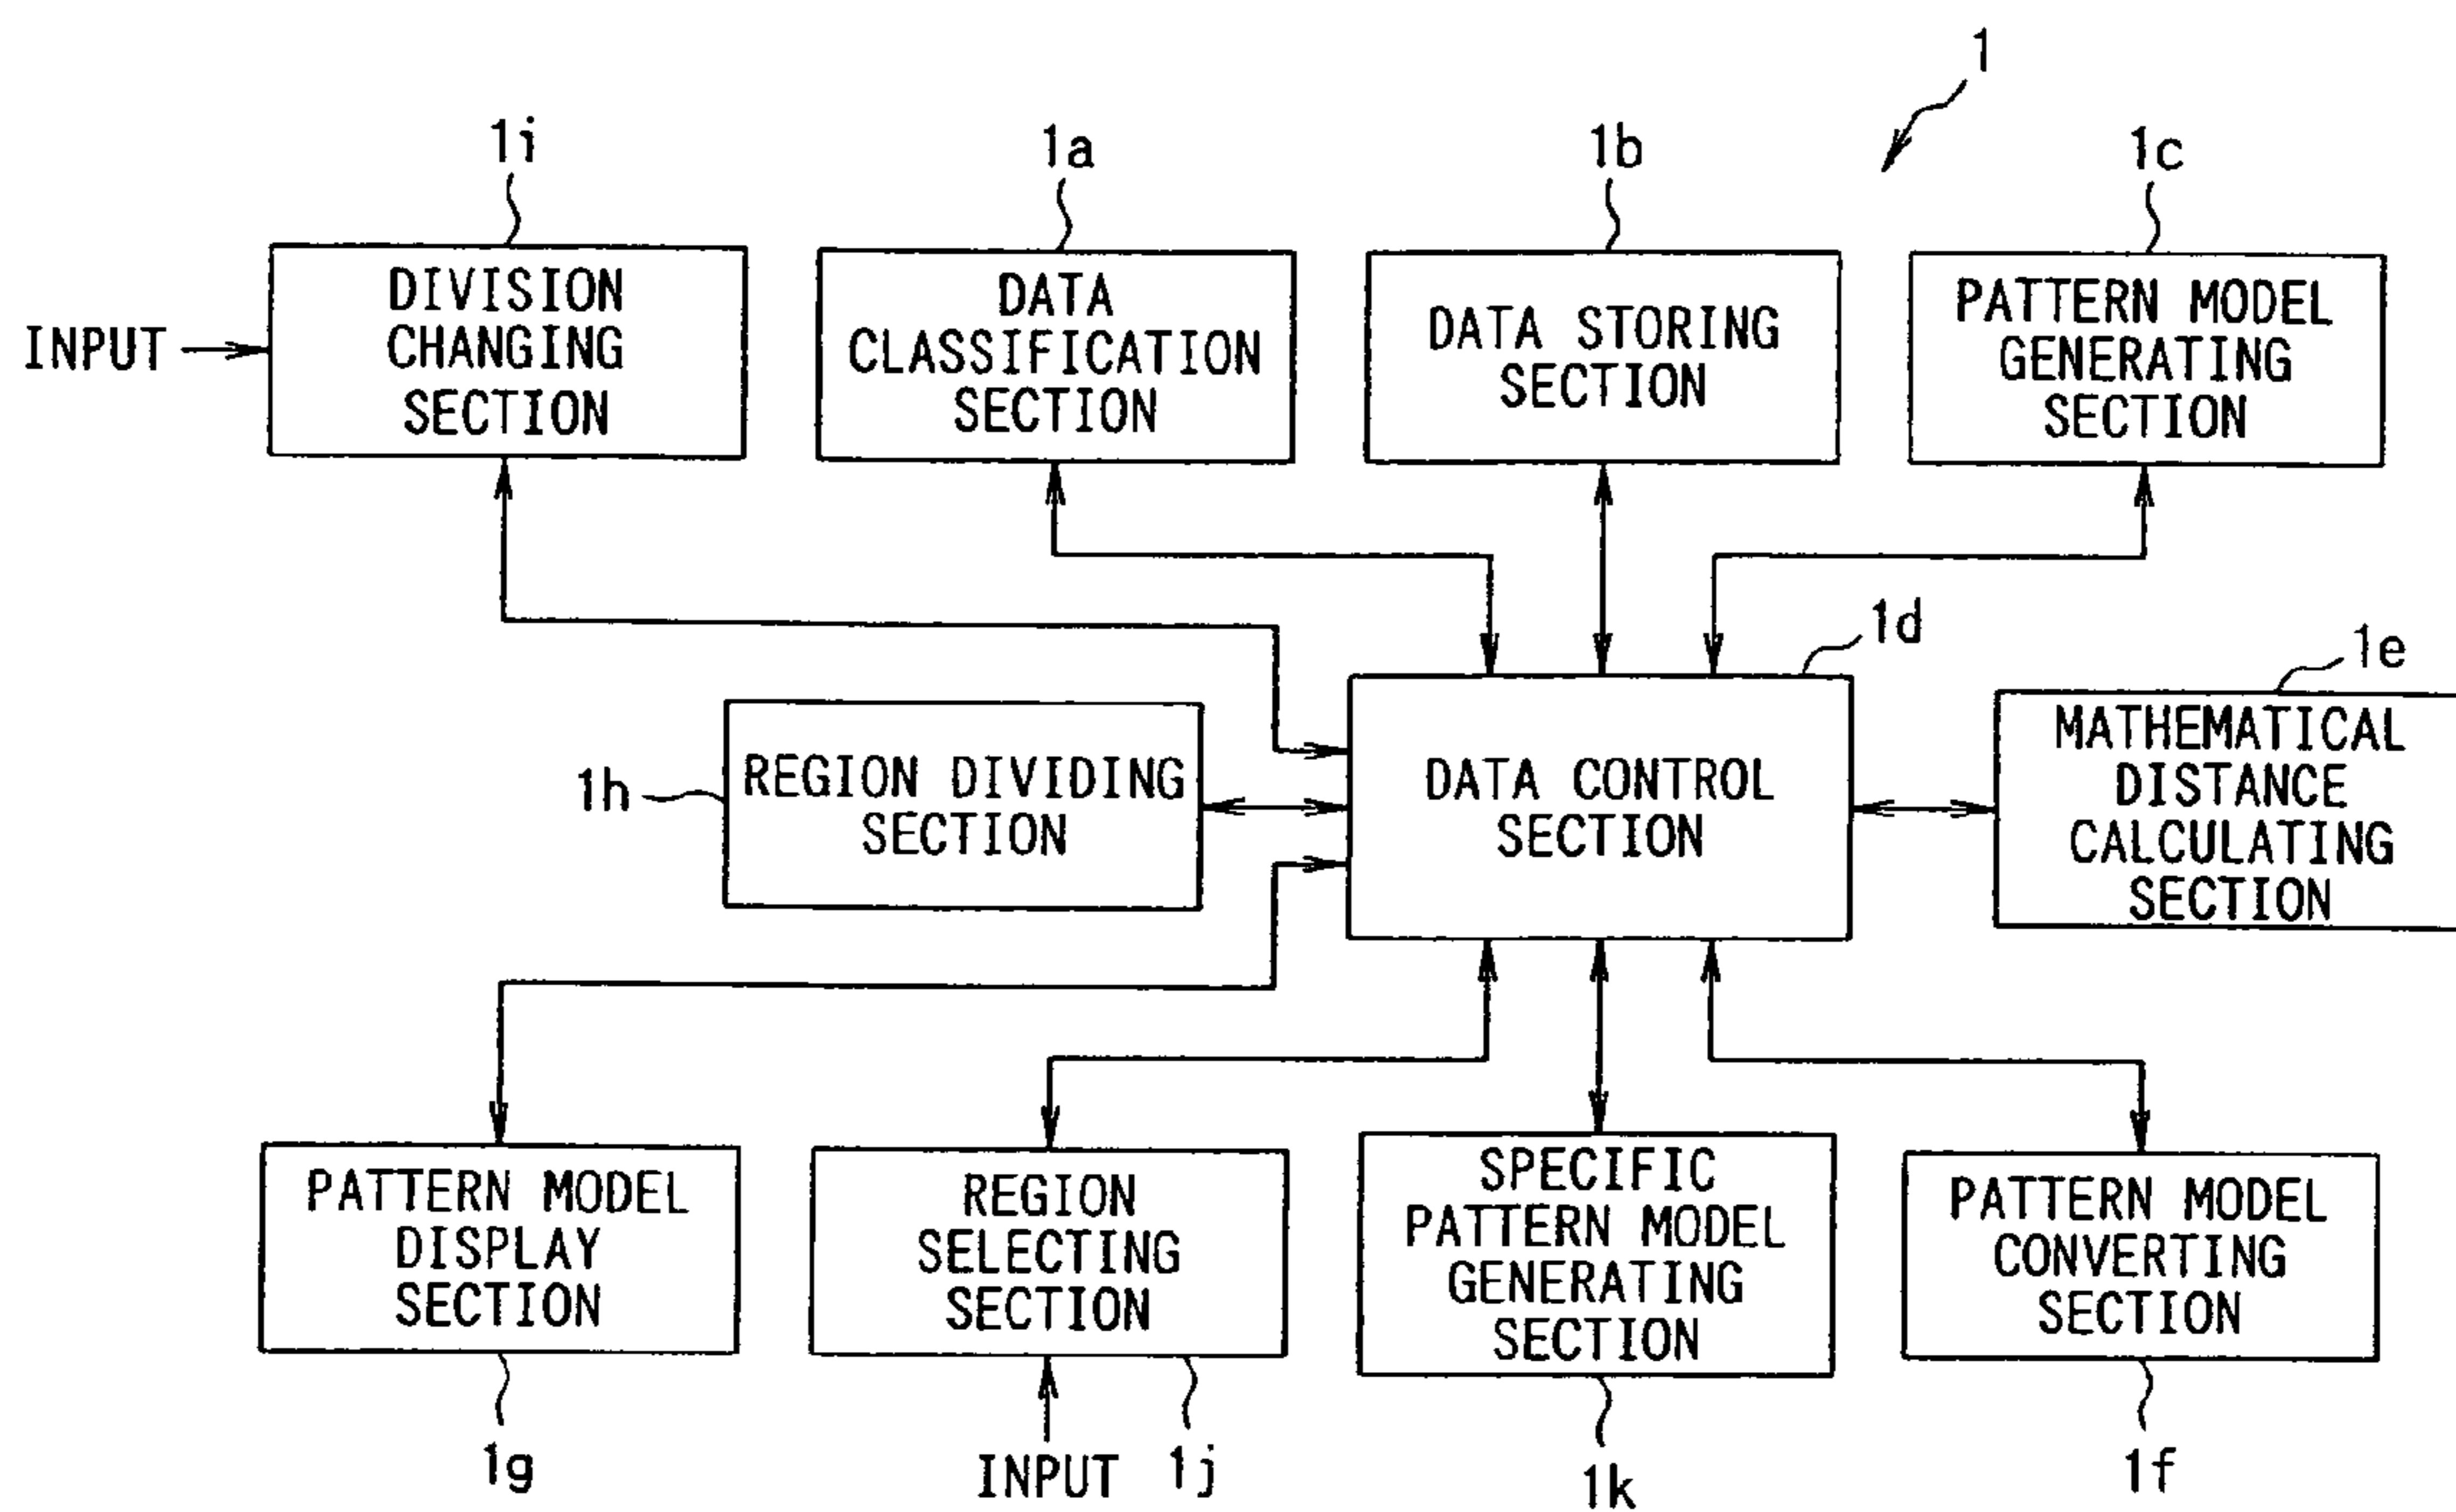 1
1i
1a
1b
1c
INPUT
DIVISION
CHANGING
SECTION
DATA
CLASSIFICATION
SECTION
DATA STORING
SECTION
PATTERN MODEL
GENERATING
SECTION
1d
1e
1h
REGION DIVIDING
SECTION
DATA CONTROL
SECTION
MATHEMATICAL
DISTANCE
CALCULATING
SECTION
PATTERN MODEL
DISPLAY
SECTION
REGION
SELECTING
SECTION
SPECIFIC
PATTERN MODEL
GENERATING
SECTION
PATTERN MODEL
CONVERTING
SECTION
1g
INPUT
1j
1k
1f